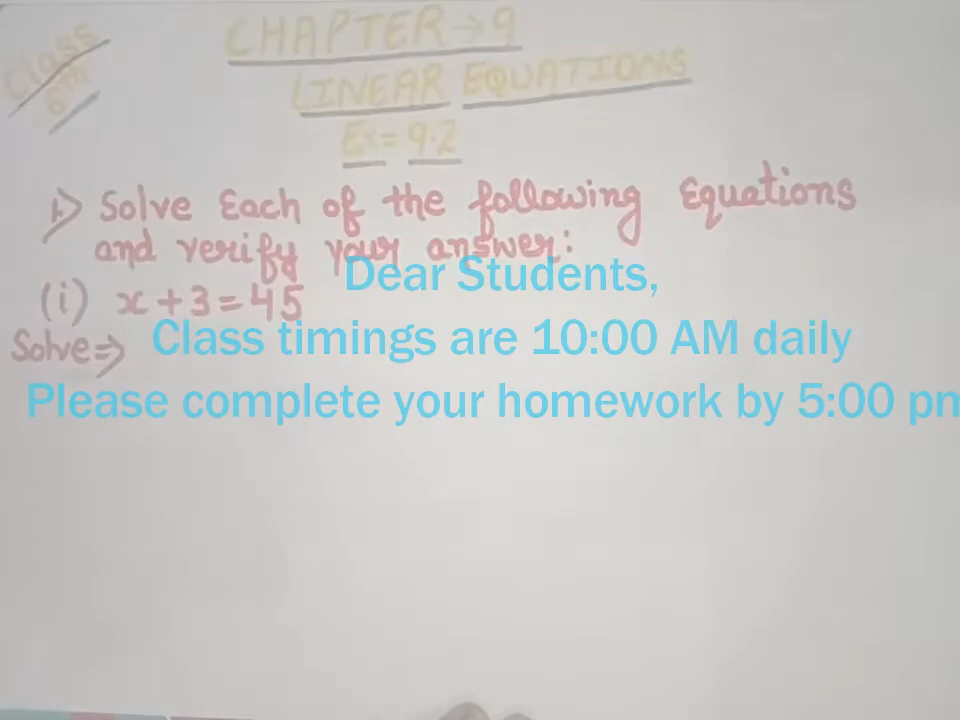 Class
6th
CHAPTER→9
LINEAR EQUATIONS
Ex= 9.2
1.> Solve Each of the following Equations
and verify your answer:
(i) x+3=45
Solve=>
Dear Students,
Class timings are 10:00 AM daily
Please complete your homework by 5:00 pm